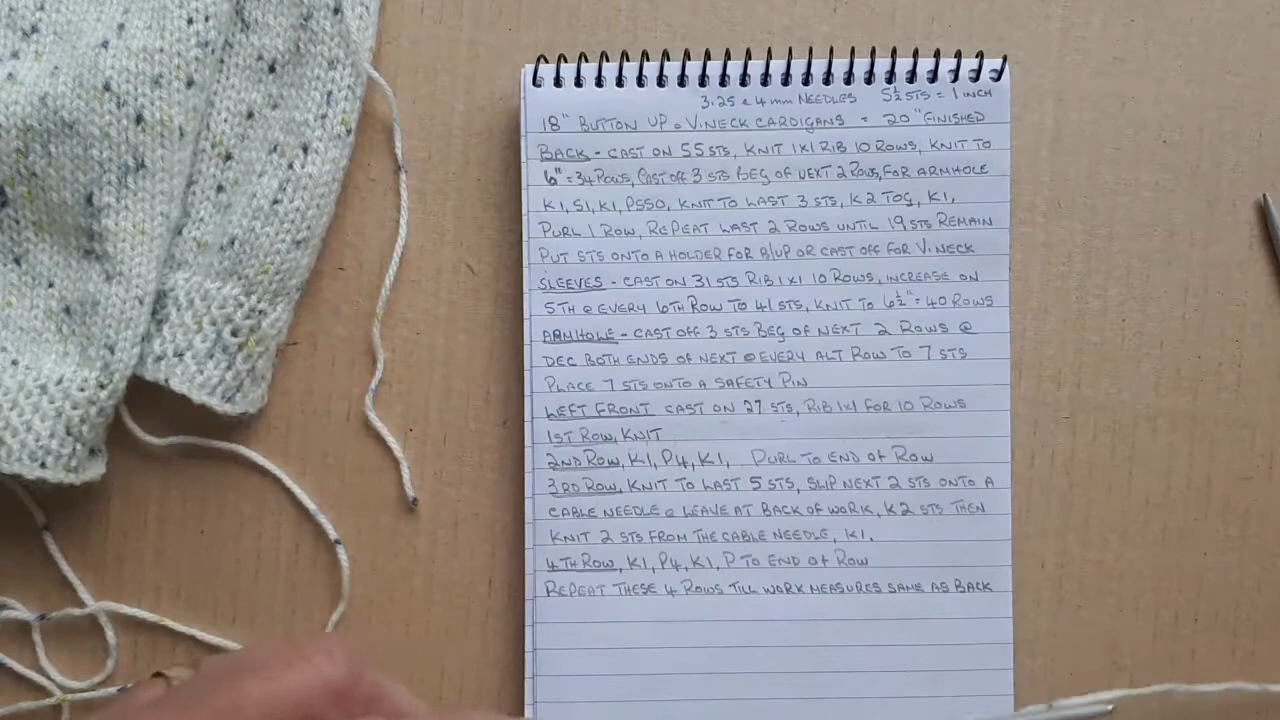 3.25 & 4 mm NEEDLES 5½ STS = 1 INCH
18" BUTTON UP & V.NECK CARDIGANS = 20" FINISHED
BACK - CAST ON 55 STS, KNIT 1X1 RIB 10 ROWS, KNIT TO
6" = 34 ROWS, CAST OFF 3 STS BEG OF NEXT 2 ROWS, FOR ARMHOLE
K1, S1, K1, PSSO, KNIT TO LAST 3 STS, K2 TOG, K1,
PURL 1 ROW, REPEAT LAST 2 ROWS UNTIL 19 STS REMAIN
PUT STS ONTO A HOLDER FOR B/UP OR CAST OFF FOR V.NECK
SLEEVES - CAST ON 31 STS RIB 1X1 10 ROWS, INCREASE ON
5TH & EVERY 6TH ROW TO 41 STS, KNIT TO 6½" = 40 ROWS
ARMHOLE - CAST OFF 3 STS BEG OF NEXT 2 ROWS &
DEC BOTH ENDS OF NEXT & EVERY ALT ROW TO 7 STS
PLACE 7 STS ONTO A SAFETY PIN
LEFT FRONT CAST ON 27 STS, RIB 1X1 FOR 10 ROWS
1ST ROW, KNIT
2ND ROW, K1, P4, K1, PURL TO END OF ROW
3RD ROW, KNIT TO LAST 5 STS, SLIP NEXT 2 STS ONTO A
CABLE NEEDLE & LEAVE AT BACK OF WORK, K2 STS THEN
KNIT 2 STS FROM THE CABLE NEEDLE, K1.
4TH ROW, K1, P4, K1, P TO END OF ROW
REPEAT THESE 4 ROWS TILL WORK MEASURES SAME AS BACK